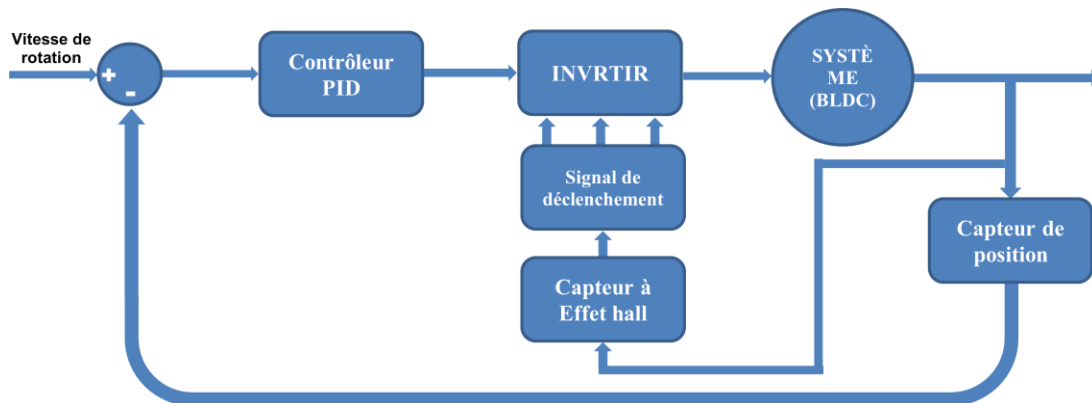 Vitesse de
rotation
+
-
Contrôleur
PID
INVRTIR
SYSTÈ
ME
(BLDC)
Signal de
déclenchement
Capteur de
position
Capteur à
Effet hall